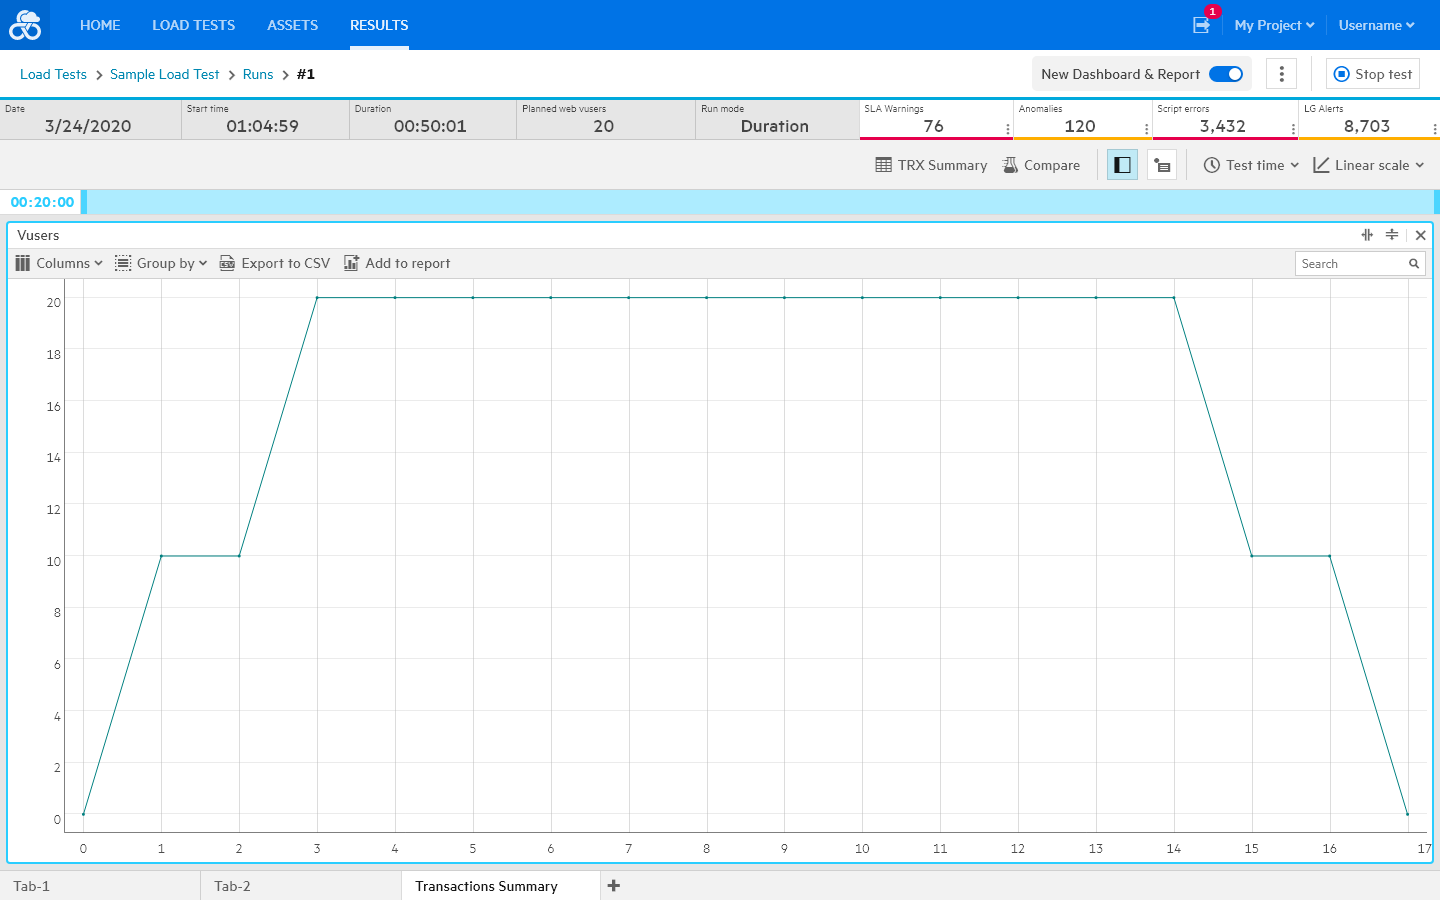 HOME LOAD TESTS ASSETS RESULTS 1 My Project Username
Load Tests > Sample Load Test > Runs > #1 New Dashboard & Report Stop test
Date Start time Duration Planned web vusers Run mode SLA Warnings Anomalies Script errors LG Alerts
3/24/2020 01:04:59 00:50:01 20 Duration 76 120 3,432 8,703
TRX Summary Compare Test time Linear scale
00:20:00
Vusers
Columns Group by CSV Export to CSV Add to report Search
20
18
16
14
12
10
8
6
4
2
0
0 1 2 3 4 5 6 7 8 9 10 11 12 13 14 15 16 17
Tab-1 Tab-2 Transactions Summary